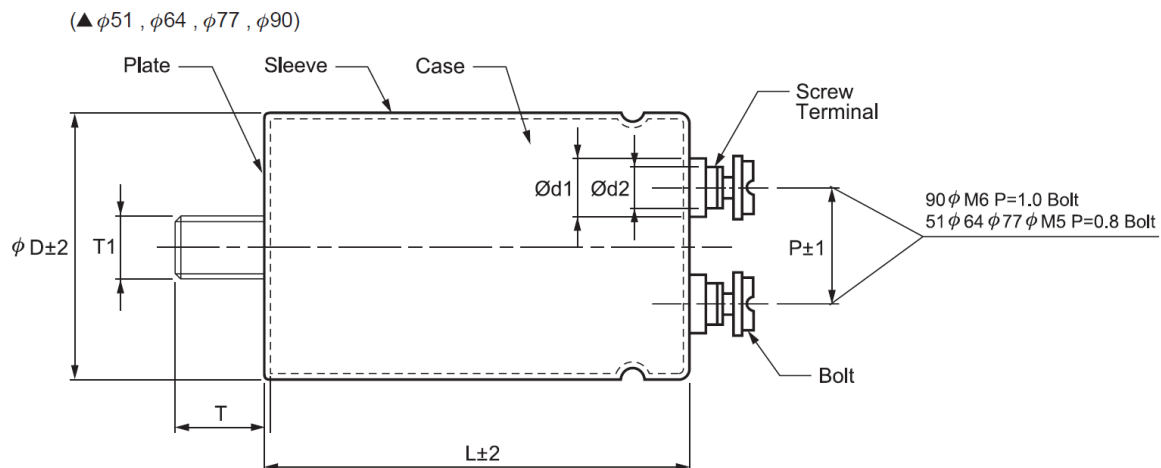 (▲ φ51 , φ64 , φ77 , φ90)
Plate
Sleeve
Case
Screw
Terminal
Ød1
Ød2
90φ M6 P=1.0 Bolt
51φ 64φ 77φ M5 P=0.8 Bolt
φ D±2
T1
P±1
Bolt
T
L±2